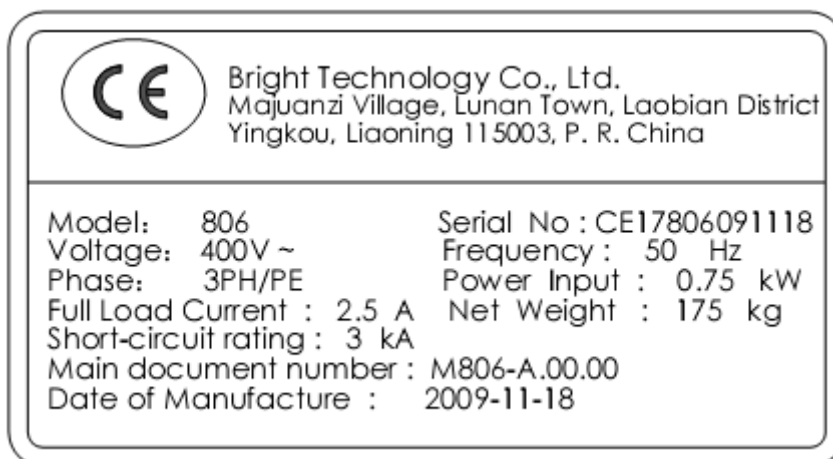 CE
Bright Technology Co., Ltd.
Majuanzi Village, Lunan Town, Laobian District
Yingkou, Liaoning 115003, P. R. China
Model: 806 Serial No : CE17806091118
Voltage: 400V ~ Frequency : 50 Hz
Phase: 3PH/PE Power Input : 0.75 kW
Full Load Current : 2.5 A Net Weight : 175 kg
Short-circuit rating : 3 kA
Main document number : M806-A.00.00
Date of Manufacture : 2009-11-18